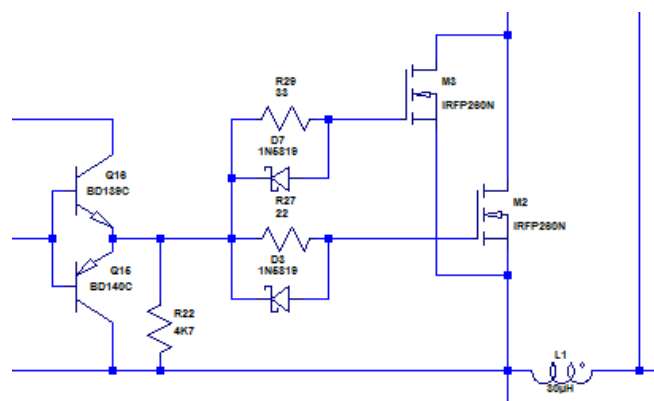 R29
33
M3
IRFP260N
D7
1N5819
Q16
BD139C
R27
22
M2
IRFP260N
D3
1N5819
Q15
BD140C
R22
4K7
L1
30µH